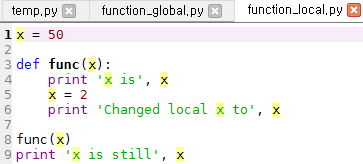 temp.py function_global.py function_local.py
1 x = 50
2
3 def func(x):
4     print 'x is', x
5     x = 2
6     print 'Changed local x to', x
7
8 func(x)
9 print 'x is still', x